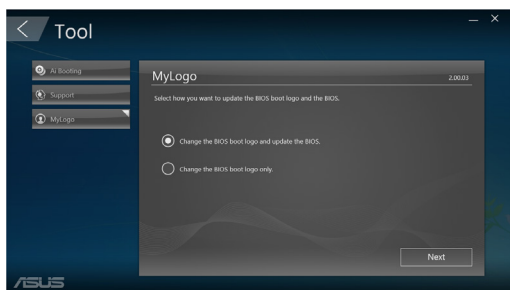 Tool
Ai Booting
Support
MyLogo
MyLogo
2.00.03
Select how you want to update the BIOS boot logo and the BIOS.
Change the BIOS boot logo and update the BIOS.
Change the BIOS boot logo only.
Next
ASUS